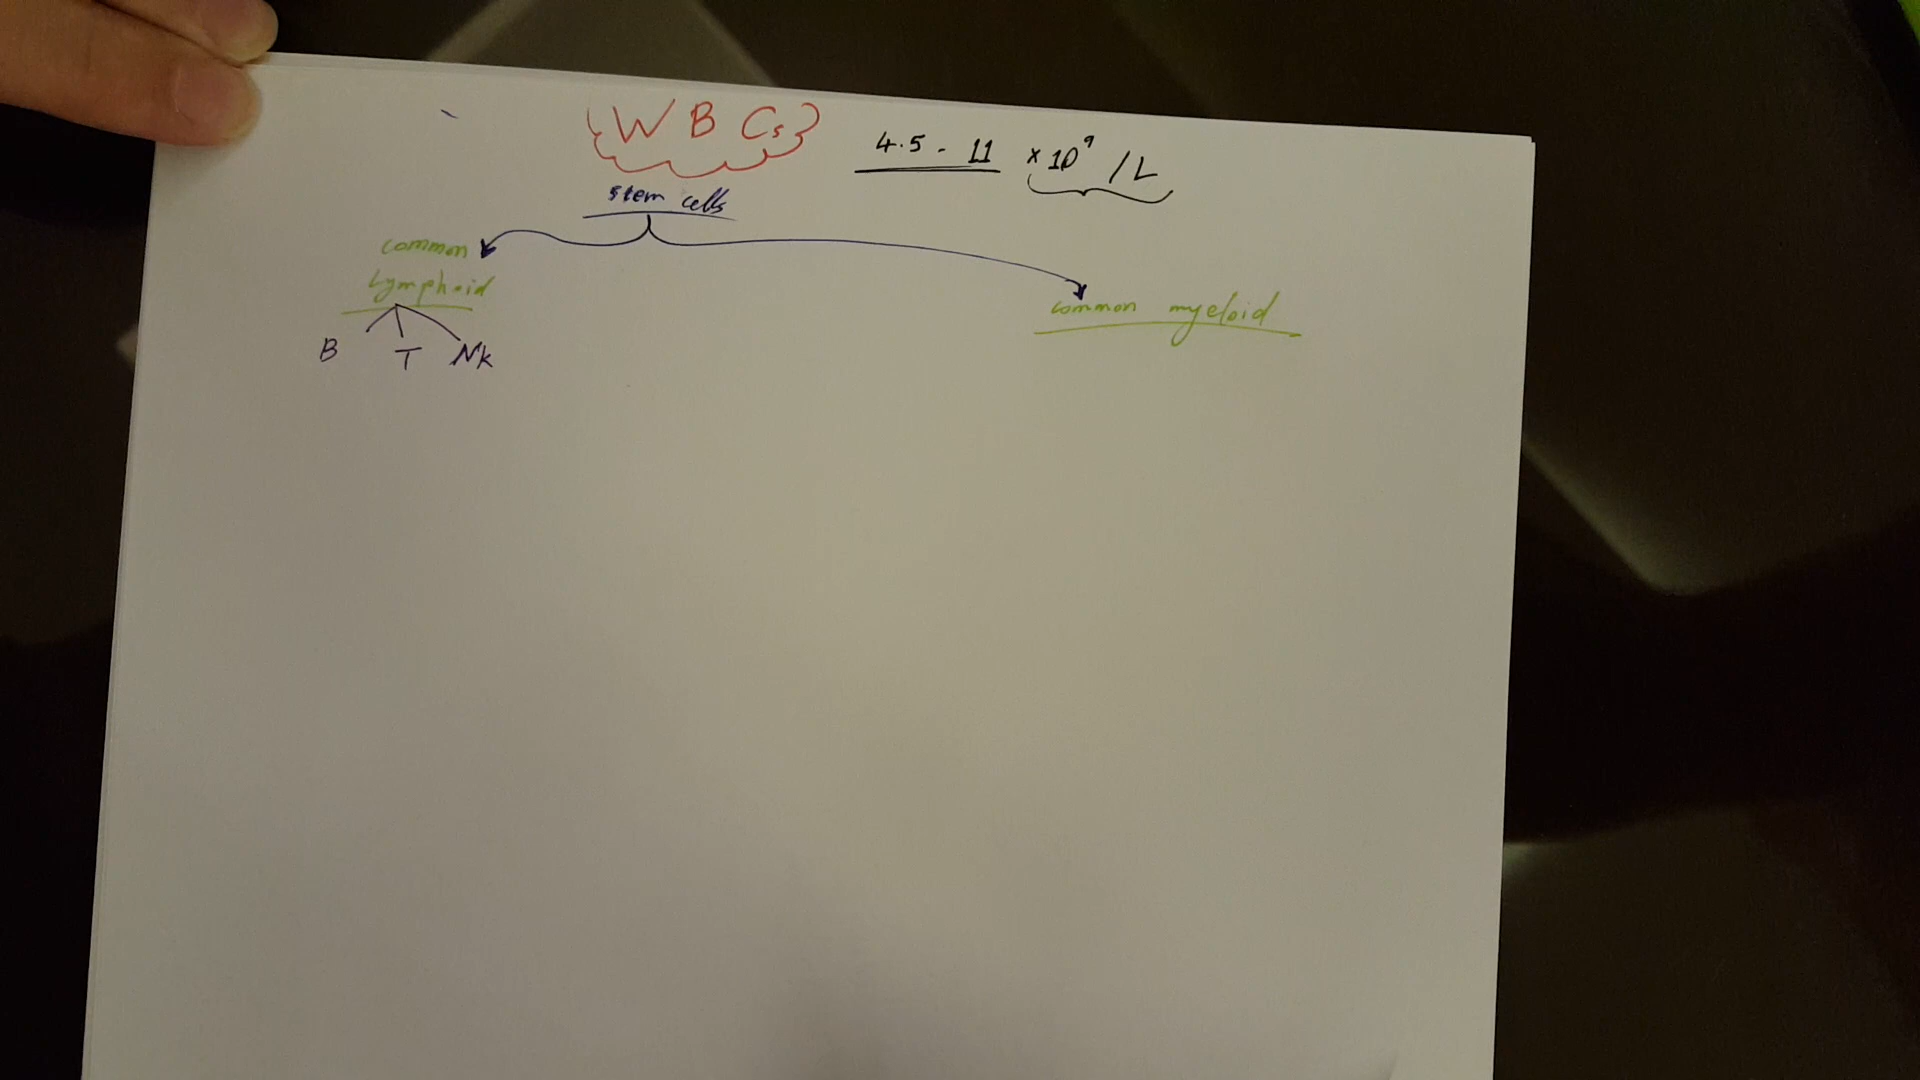 WBCs 4.5 - 11 x10⁹ /L
stem cells
common
Lymphoid
common myeloid
B T Nk